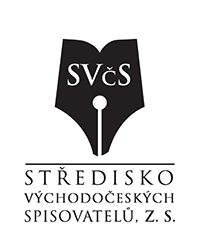 SVčS
STŘEDISKO
VÝCHODOČESKÝCH
SPISOVATELŮ, Z. S.